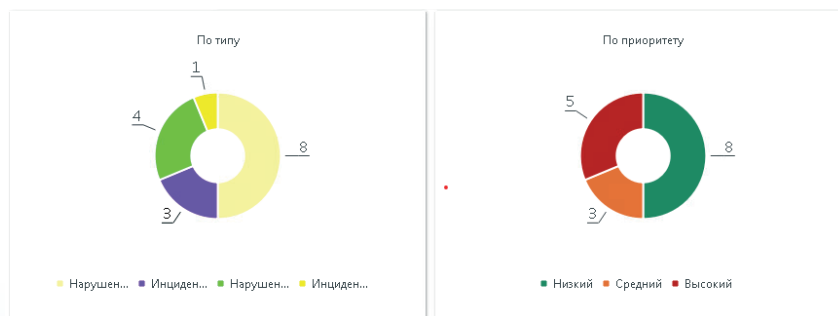 По типу
1
4
8
3
Нарушен... Инциден... Нарушен... Инциден...
По приоритету
5
8
3
Низкий Средний Высокий